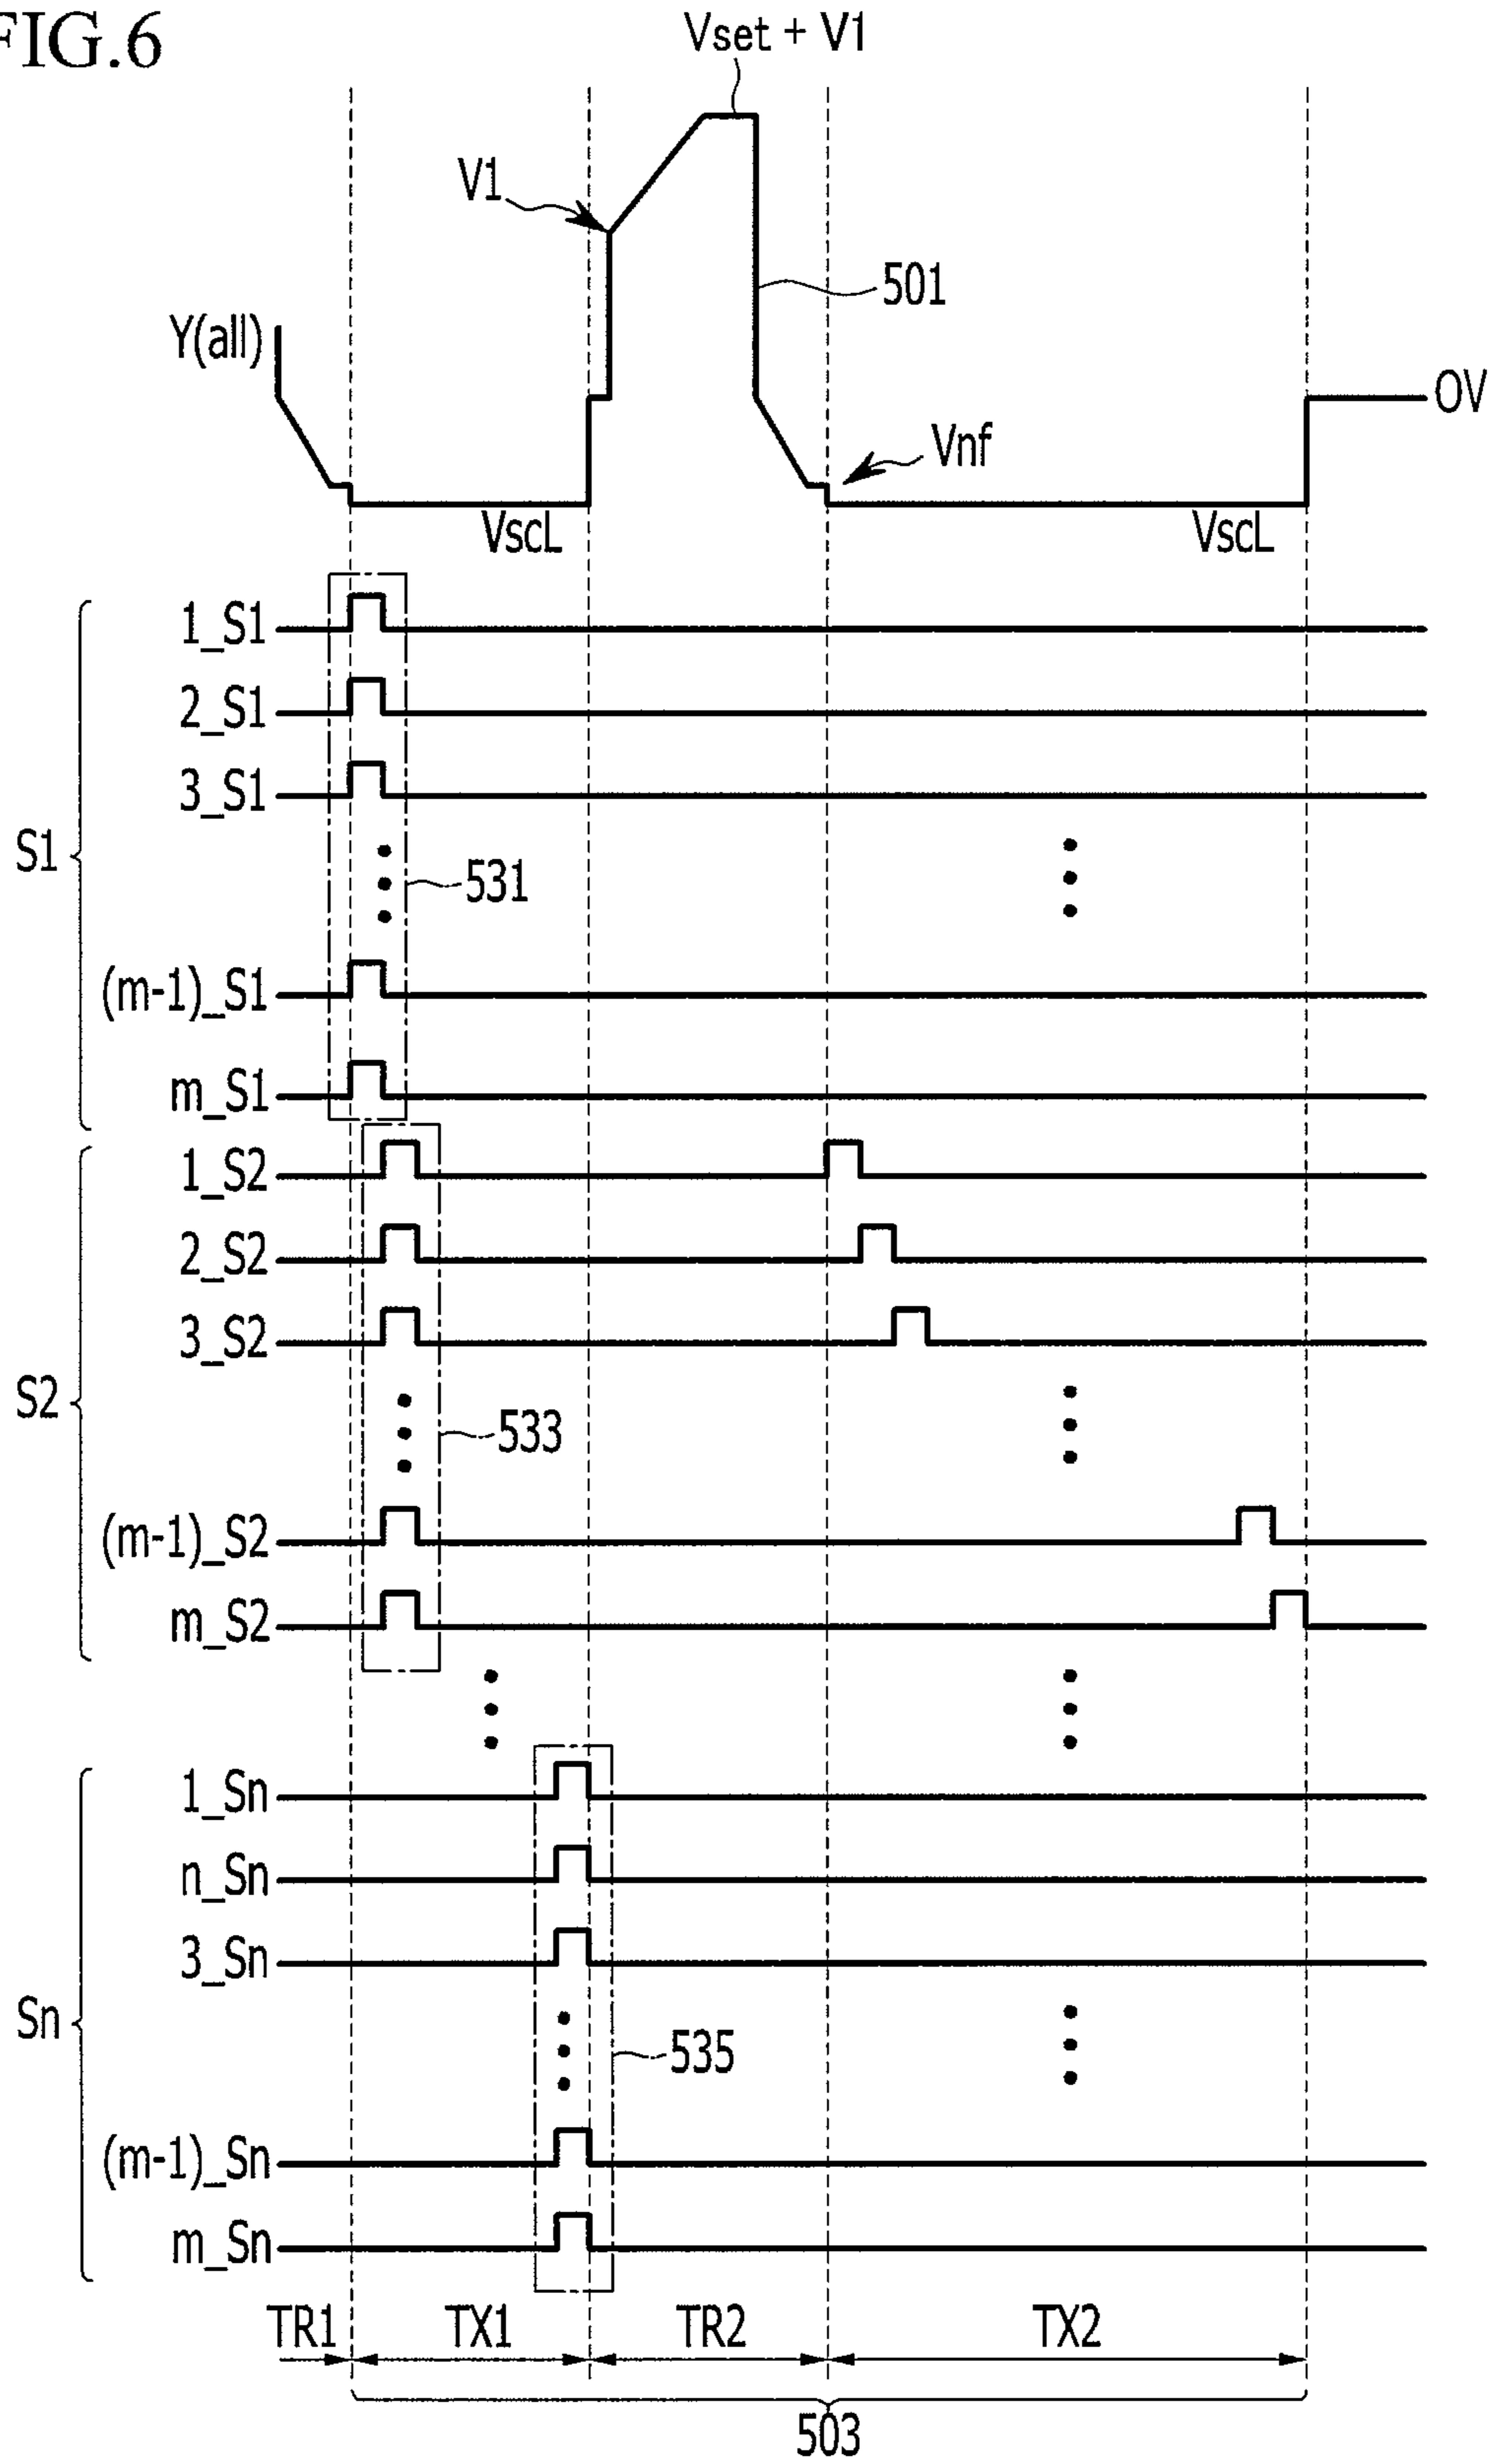 FIG.6
Vset + V1
V1
501
Y(all)
OV
Vnf
VscL
VscL
1_S1
2_S1
3_S1
S1
531
(m-1)_S1
m_S1
1_S2
2_S2
3_S2
S2
533
(m-1)_S2
m_S2
1_Sn
n_Sn
3_Sn
Sn
535
(m-1)_Sn
m_Sn
TR1
TX1
TR2
TX2
503